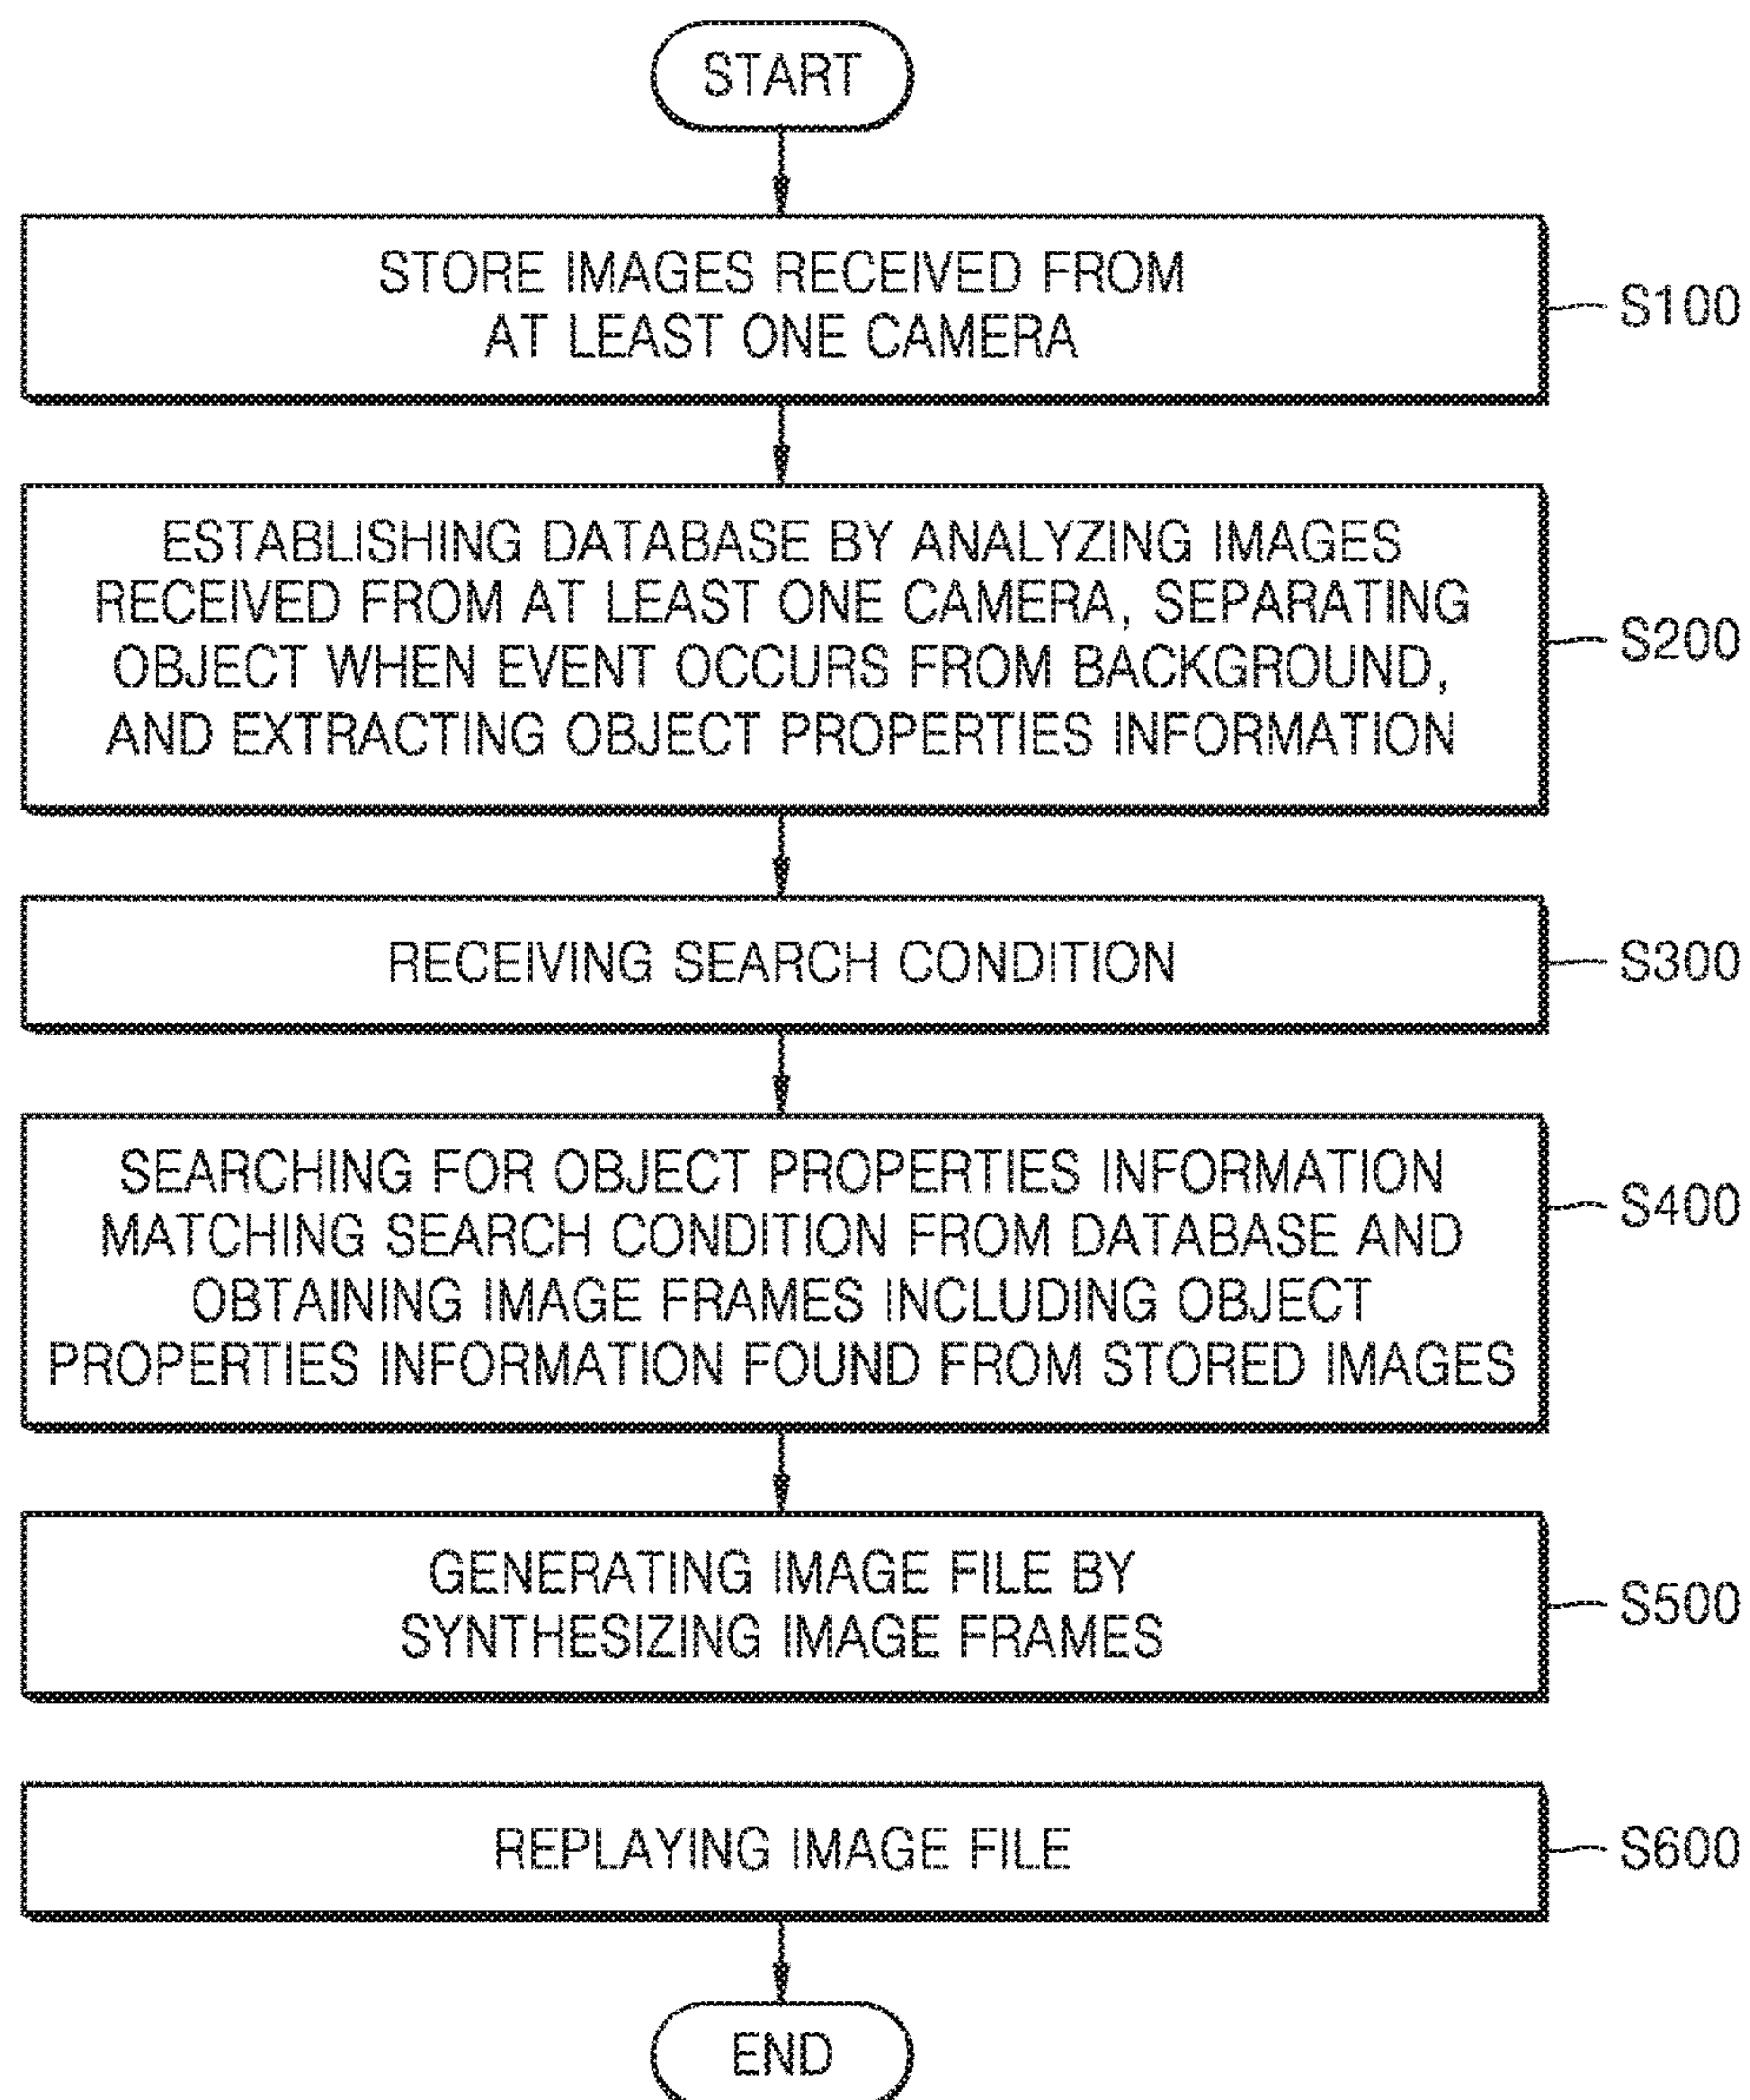 START
STORE IMAGES RECEIVED FROM
AT LEAST ONE CAMERA
S100
ESTABLISHING DATABASE BY ANALYZING IMAGES
RECEIVED FROM AT LEAST ONE CAMERA, SEPARATING
OBJECT WHEN EVENT OCCURS FROM BACKGROUND,
AND EXTRACTING OBJECT PROPERTIES INFORMATION
S200
RECEIVING SEARCH CONDITION
S300
SEARCHING FOR OBJECT PROPERTIES INFORMATION
MATCHING SEARCH CONDITION FROM DATABASE AND
OBTAINING IMAGE FRAMES INCLUDING OBJECT
PROPERTIES INFORMATION FOUND FROM STORED IMAGES
S400
GENERATING IMAGE FILE BY
SYNTHESIZING IMAGE FRAMES
S500
REPLAYING IMAGE FILE
S600
END